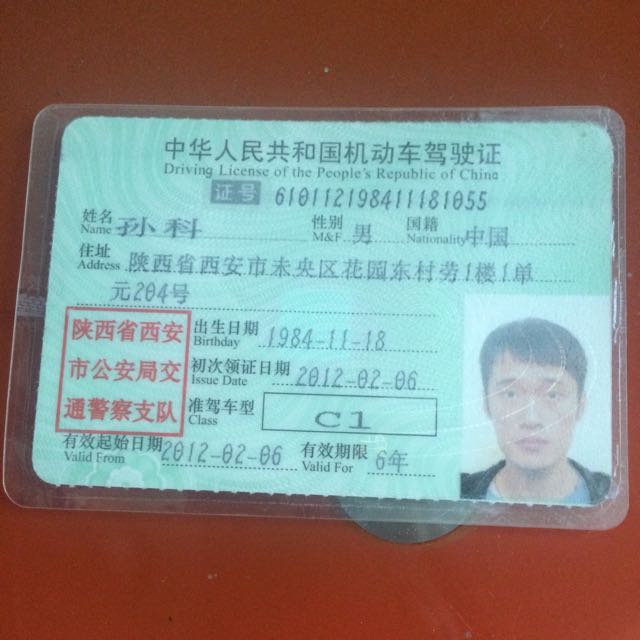 中华人民共和国机动车驾驶证
Driving License of the People's Republic of China
证号 610112198411181055
姓名 Name 孙科 性别 M&F. 男 国籍 Nationality 中国
住址 Address 陕西省西安市未央区花园东村劳1楼1单
元204号
出生日期 Birthday 1984-11-18
初次领证日期 Issue Date 2012-02-06
准驾车型 Class C1
陕西省西安
市公安局交
通警察支队
有效起始日期 Valid From 2012-02-06 有效期限 Valid For 6年